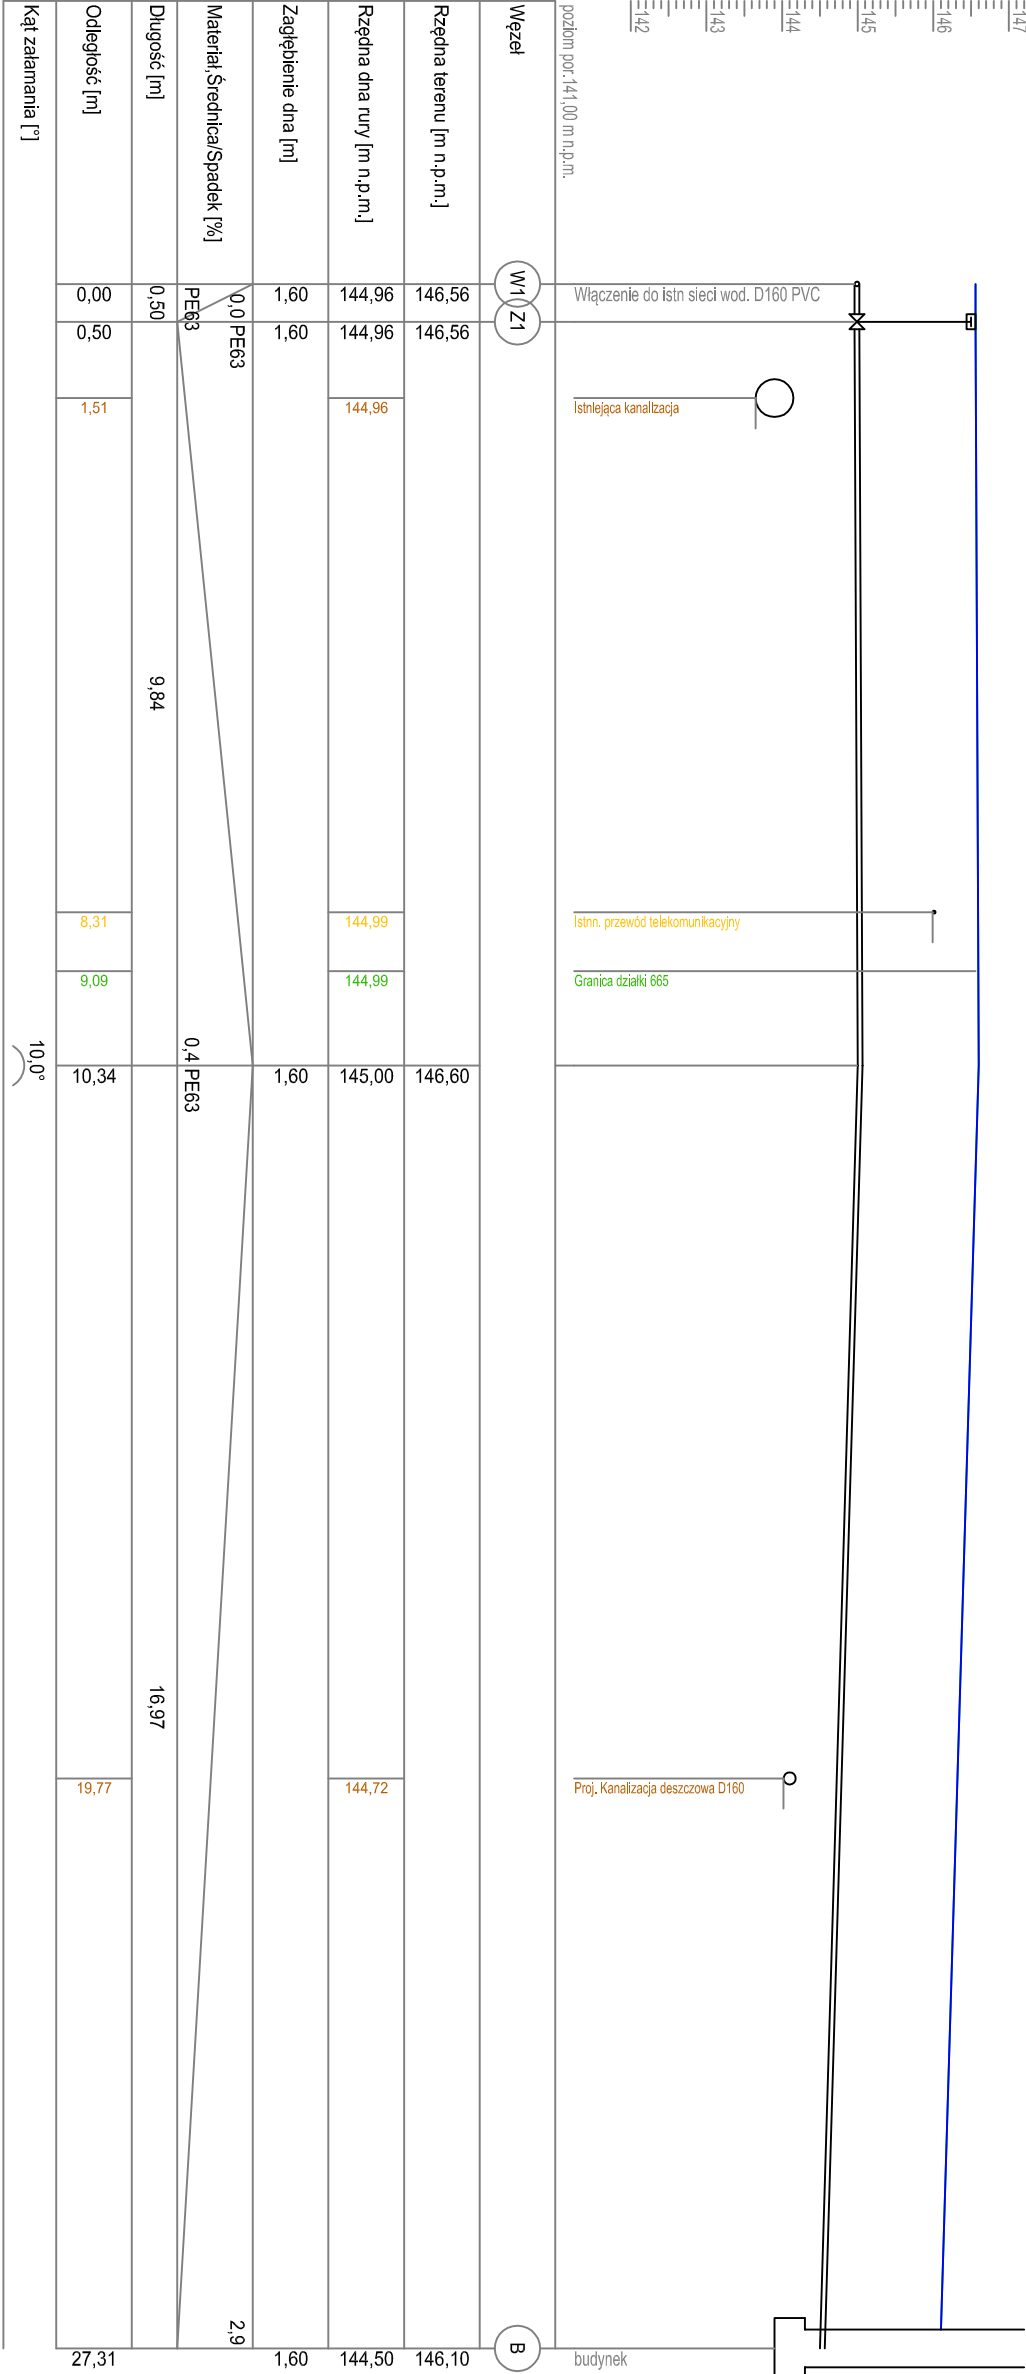 142
143
144
145
146
147
poziom por.141,00 m n.p.m.
Węzeł
W1
Z1
B
Rzędna terenu [m n.p.m.]
146,56
146,56
146,60
146,10
Rzędna dna rury [m n.p.m.]
144,96
144,96
144,96
144,99
144,99
145,00
144,72
144,50
Zagłębienie dna [m]
1,60
1,60
1,60
1,60
Materiał,Średnica/Spadek [%]
PE63
0,0 PE63
0,4 PE63
2,9
Długość [m]
0,50
9,84
16,97
Odległość [m]
0,00
0,50
1,51
8,31
9,09
10,34
19,77
27,31
Kąt załamania [°]
10,0°
Włączenie do istn sieci wod. D160 PVC
Istniejąca kanalizacja
Istnn. przewód telekomunikacyjny
Granica działki 665
Proj. Kanalizacja deszczowa D160
budynek